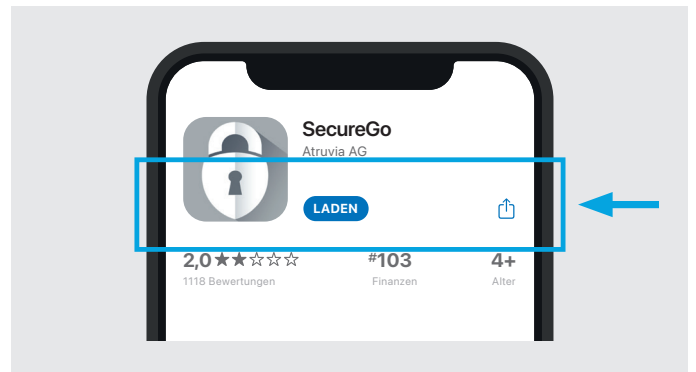 SecureGo
Atruvia AG
LADEN
2,0 ★★☆☆☆ #103 4+
1118 Bewertungen Finanzen Alter